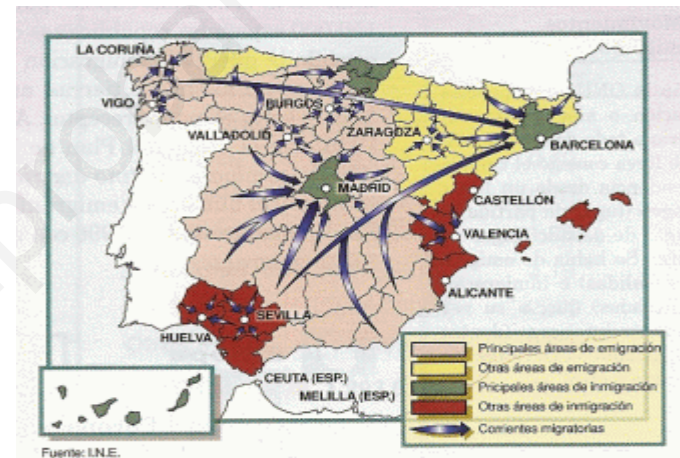 LA CORUÑA
VIGO
BURGOS
VALLADOLID
ZARAGOZA
BARCELONA
MADRID
CASTELLÓN
VALENCIA
ALICANTE
SEVILLA
HUELVA
CEUTA (ESP.)
MELILLA (ESP.)
Principales áreas de emigración
Otras áreas de emigración
Pricipales áreas de inmigración
Otras áreas de inmigración
Corrientes migratorias
Fuente: I.N.E.